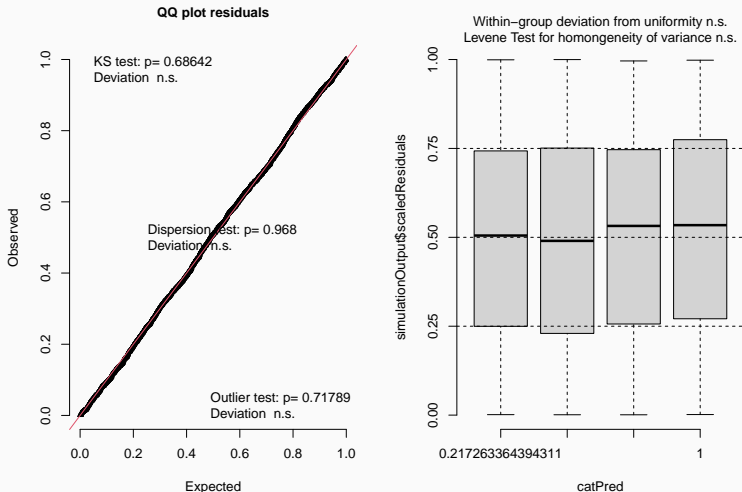 QQ plot residuals
KS test: p= 0.68642
Deviation n.s.
Dispersion test: p= 0.968
Deviation n.s.
Outlier test: p= 0.71789
Deviation n.s.
Observed
0.0
0.2
0.4
0.6
0.8
1.0
0.0 0.2 0.4 0.6 0.8 1.0
Expected
Within−group deviation from uniformity n.s.
Levene Test for homongeneity of variance n.s.
simulationOutput$scaledResiduals
0.00
0.25
0.50
0.75
1.00
0.217263364394311 1
catPred